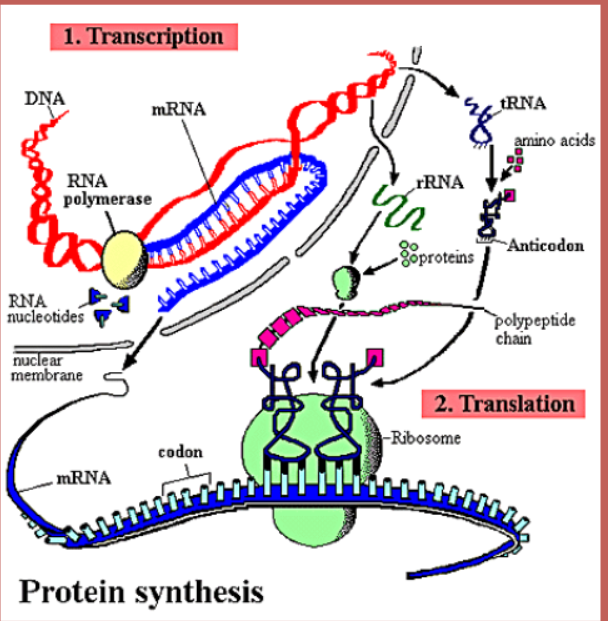 1. Transcription
DNA
mRNA
tRNA
amino acids
RNA
polymerase
rRNA
Anticodon
proteins
RNA
nucleotides
polypeptide
chain
nuclear
membrane
2. Translation
Ribosome
codon
mRNA
Protein synthesis